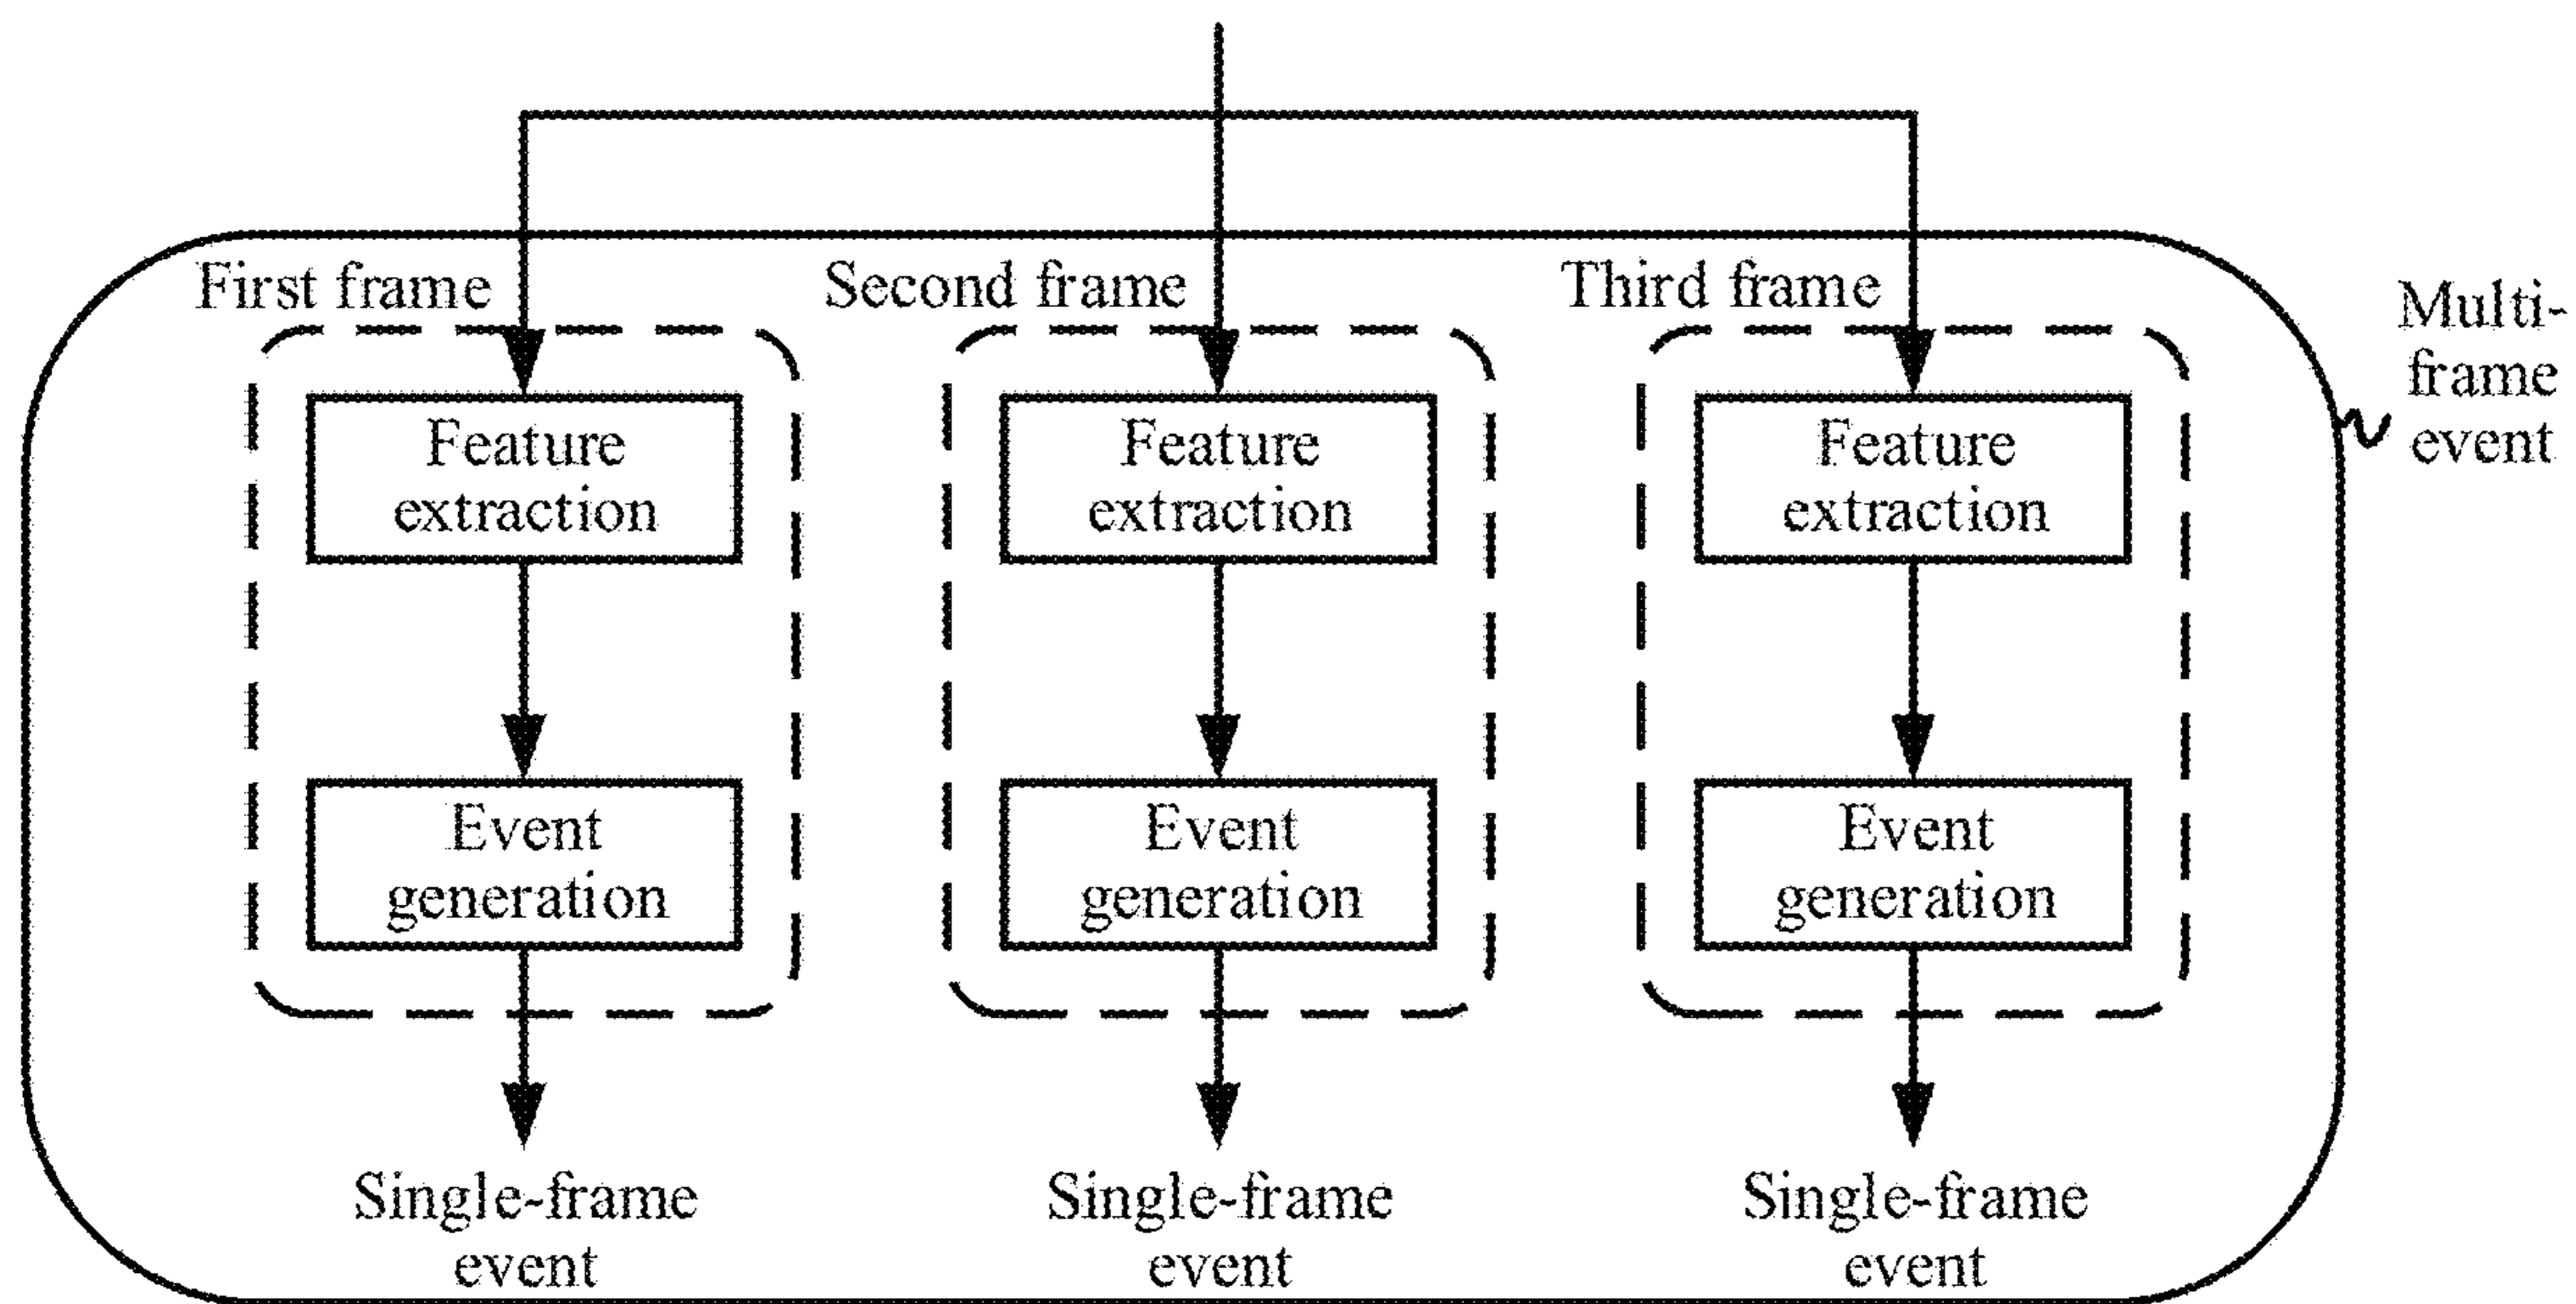 First frame
Second frame
Third frame
Multi-
frame
event
Feature
extraction
Feature
extraction
Feature
extraction
Event
generation
Event
generation
Event
generation
Single-frame
event
Single-frame
event
Single-frame
event